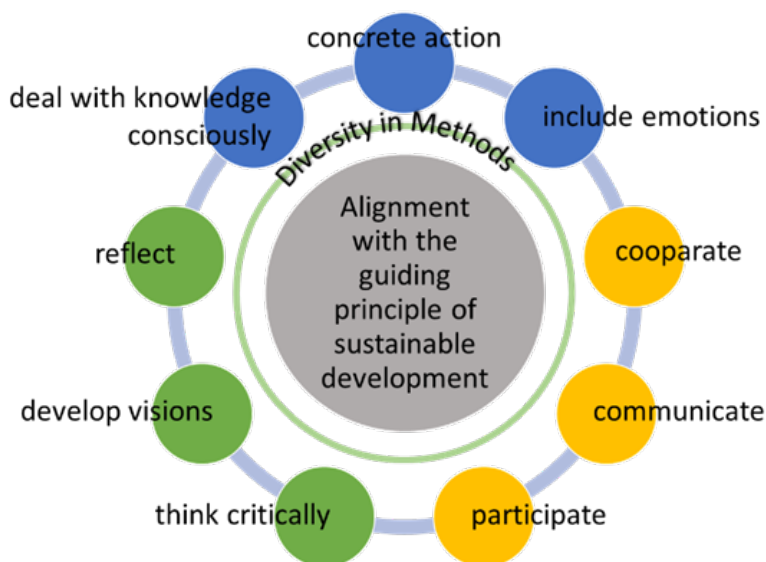 concrete action
deal with knowledge
consciously
include emotions
Diversity in Methods
Alignment
with the
guiding
principle of
sustainable
development
reflect
cooparate
develop visions
communicate
think critically
participate